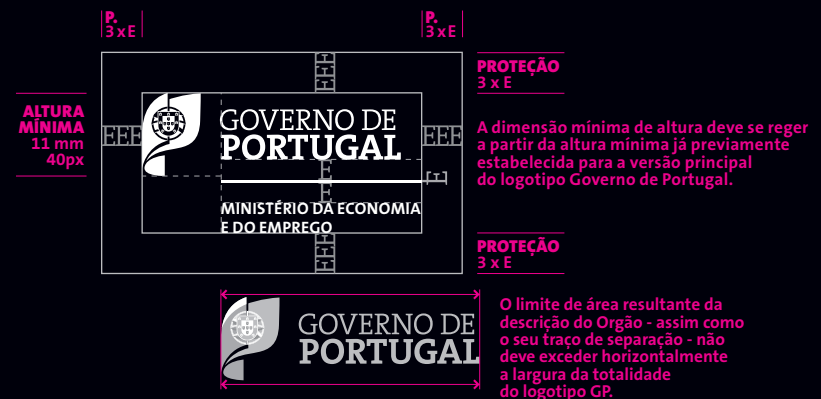 P.
3 x E
P.
3 x E
PROTEÇÃO
3 x E
ALTURA
MÍNIMA
11 mm
40px
E E E
E E E
E E E
GOVERNO DE
PORTUGAL
E
E
E
MINISTÉRIO DA ECONOMIA
E DO EMPREGO
E E E
A dimensão mínima de altura deve se reger
a partir da altura mínima já previamente
estabelecida para a versão principal
do logotipo Governo de Portugal.
PROTEÇÃO
3 x E
GOVERNO DE
PORTUGAL
O limite de área resultante da
descrição do Orgão - assim como
o seu traço de separação - não
deve exceder horizontalmente
a largura da totalidade
do logotipo GP.